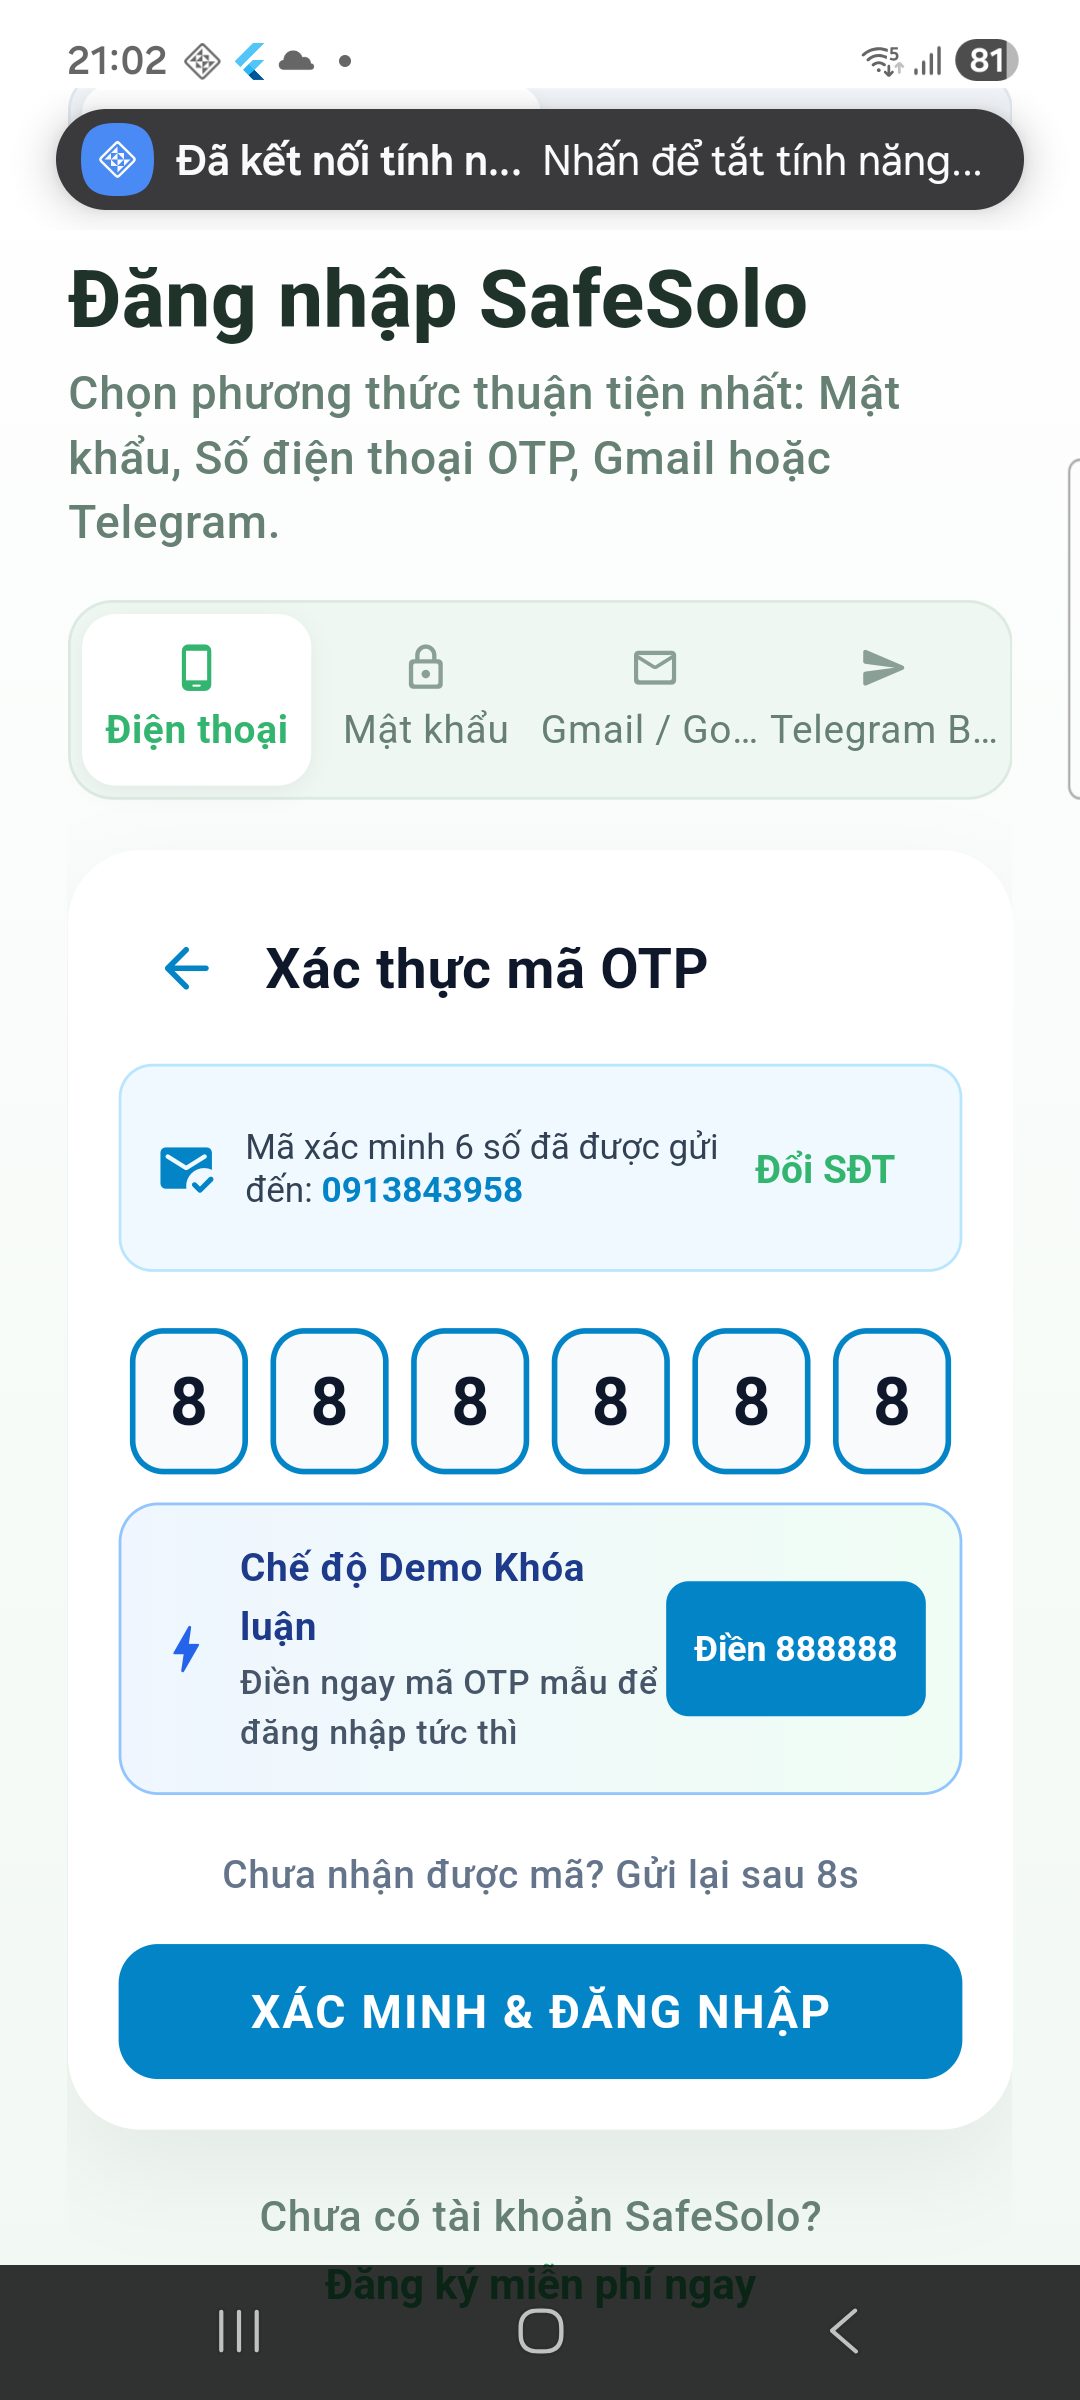 21:02
5
81
Đã kết nối tính n... Nhấn để tắt tính năng...
Đăng nhập SafeSolo
Chọn phương thức thuận tiện nhất: Mật
khẩu, Số điện thoại OTP, Gmail hoặc
Telegram.
Điện thoại
Mật khẩu
Gmail / Go...
Telegram B...
Xác thực mã OTP
Mã xác minh 6 số đã được gửi
đến: 0913843958
Đổi SĐT
8 8 8 8 8 8
Chế độ Demo Khóa
luận
Điền ngay mã OTP mẫu để
đăng nhập tức thì
Điền 888888
Chưa nhận được mã? Gửi lại sau 8s
XÁC MINH & ĐĂNG NHẬP
Chưa có tài khoản SafeSolo?
Đăng ký miễn phí ngay